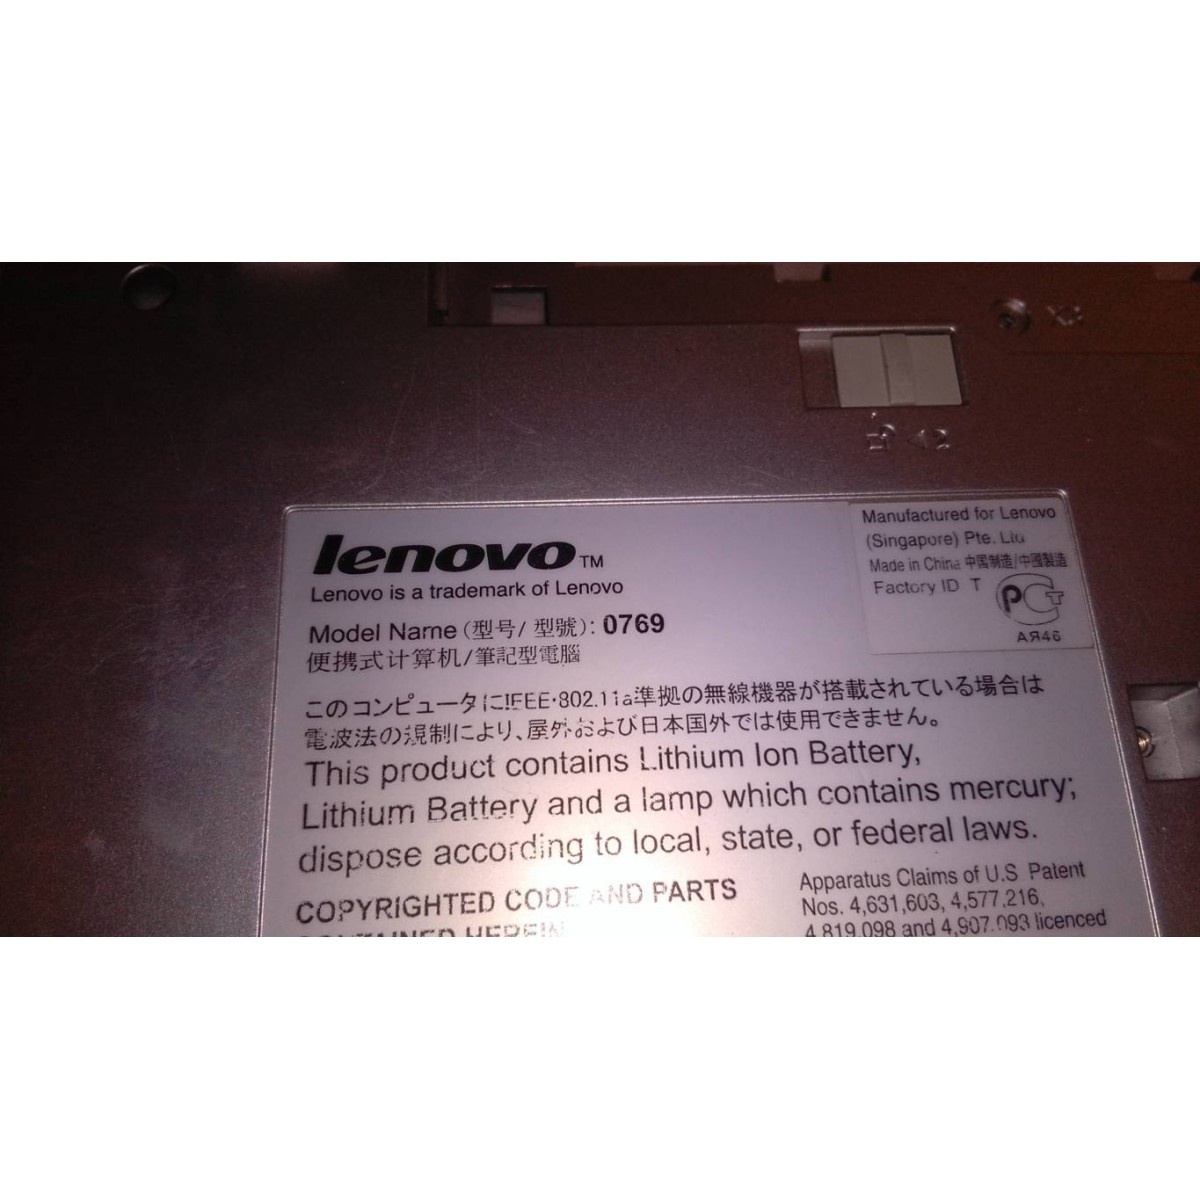 lenovo™
Lenovo is a trademark of Lenovo
Model Name (型号/ 型號): 0769
便携式计算机/筆記型電腦
Manufactured for Lenovo
(Singapore) Pte. Ltd
Made in China 中国制造/中國製造
Factory ID T
АЯ46
このコンピュータにIEEE・802.11a準拠の無線機器が搭載されている場合は
電波法の規制により、屋外および日本国外では使用できません。
This product contains Lithium Ion Battery,
Lithium Battery and a lamp which contains mercury;
dispose according to local, state, or federal laws.
COPYRIGHTED CODE AND PARTS
CONTAINED HEREIN
Apparatus Claims of U.S Patent
Nos. 4,631,603, 4,577,216,
4,819,098 and 4,907,093 licenced
2